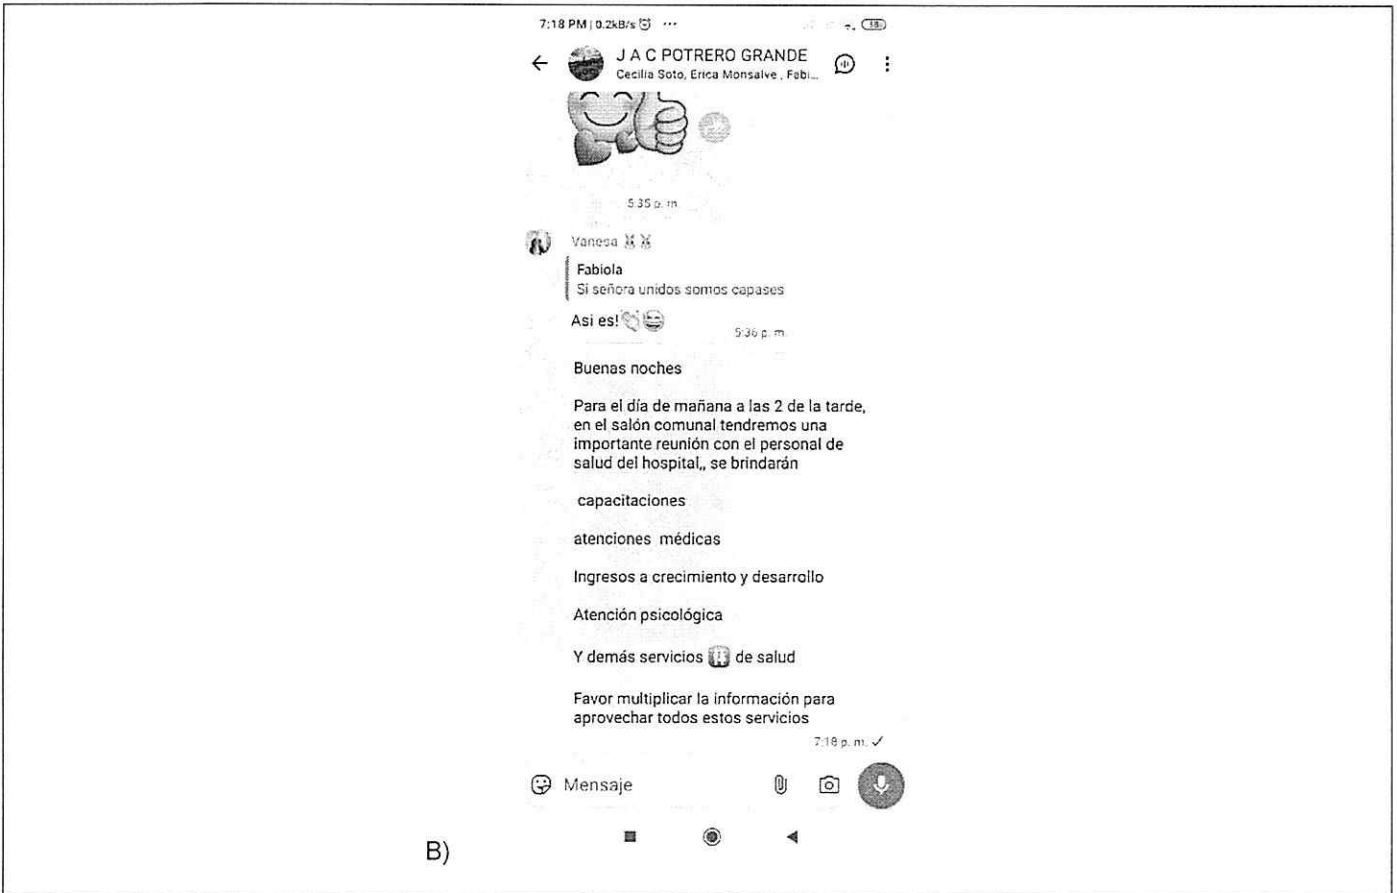 7:18 PM | 0.2kB/s
J A C POTRERO GRANDE
Cecilia Soto, Erica Monsalve , Fabi...
5:35 p. m.
Vanesa
Fabiola
Si señora unidos somos capases
Asi es!
5:36 p. m.
Buenas noches
Para el día de mañana a las 2 de la tarde,
en el salón comunal tendremos una
importante reunión con el personal de
salud del hospital,, se brindarán
capacitaciones
atenciones médicas
Ingresos a crecimiento y desarrollo
Atención psicológica
Y demás servicios 🚻 de salud
Favor multiplicar la información para
aprovechar todos estos servicios
7:18 p. m. ✓
Mensaje
B)